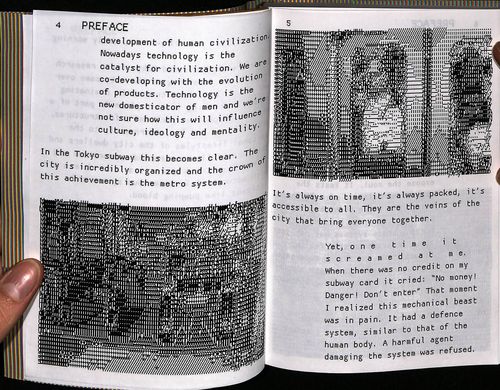 4 PREFACE
development of human civilization.
Nowadays technology is the
catalyst for civilization. We are
co-developing with the evolution
of products. Technology is the
new domesticator of men and we're
not sure how this will influence
culture, ideology and mentality.
In the Tokyo subway this becomes clear. The
city is incredibly organized and the crown of
this achievement is the metro system.
5
It's always on time, it's always packed, it's
accessible to all. They are the veins of the
city that bring everyone together.
Yet, one time it
screamed at me.
When there was no credit on my
subway card it cried: "No money!
Danger! Don't enter" That moment
I realized this mechanical beast
was in pain. It had a defence
system, similar to that of the
human body. A harmful agent
damaging the system was refused.